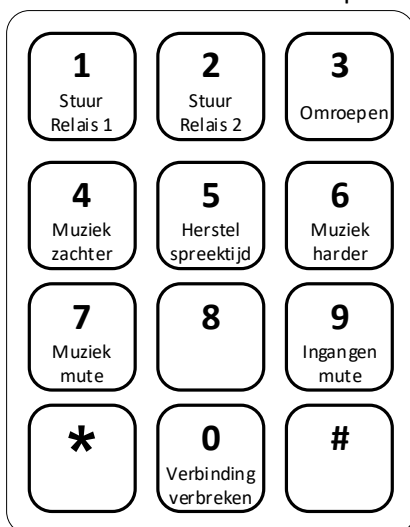 1
Stuur
Relais 1
2
Stuur
Relais 2
3
Omroepen
4
Muziek
zachter
5
Herstel
spreektijd
6
Muziek
harder
7
Muziek
mute
8
9
Ingangen
mute
*
0
Verbinding
verbreken
#